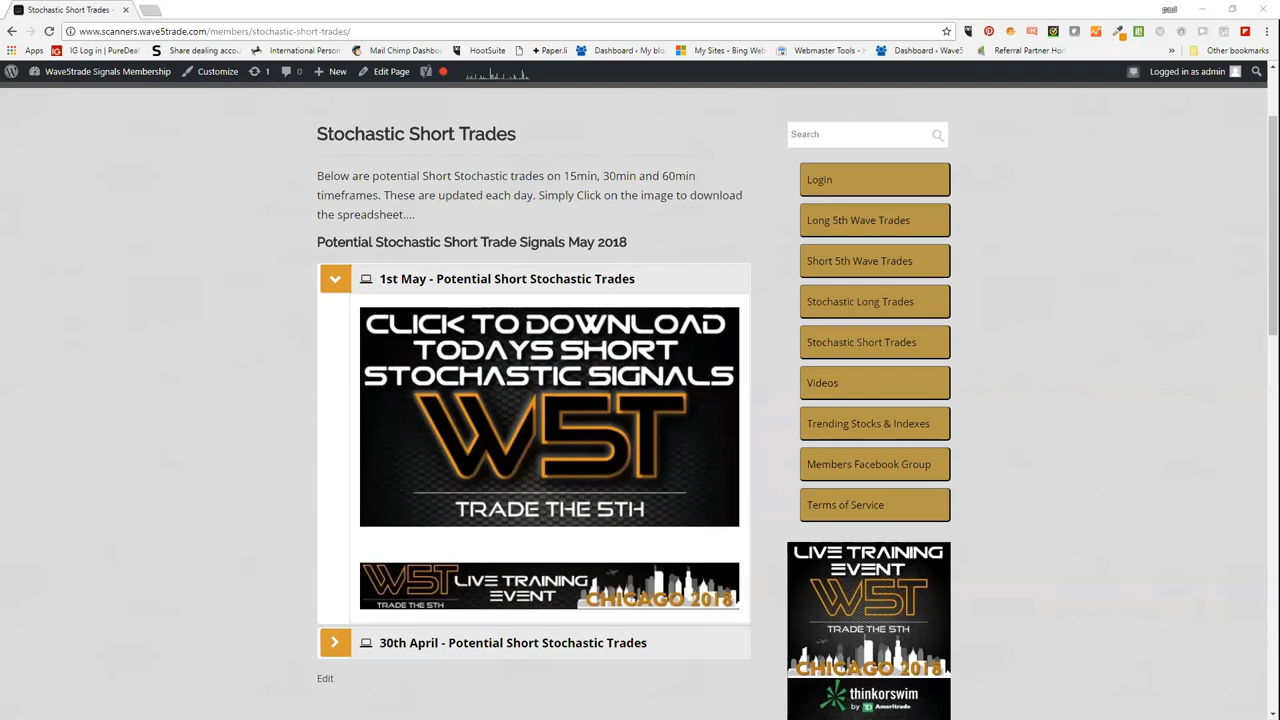 Stochastic Short Trades -
paul
www.scanners.wave5trade.com/members/stochastic-short-trades/
Apps IG Log in | PureDeal Share dealing accou International Person Mail Chimp Dashboa HootSuite + Paper.li Dashboard ‹ My blog My Sites - Bing Web Webmaster Tools - H Dashboard ‹ Wave5 Referral Partner Hom » Other bookmarks
Wave5trade Signals Membership Customize 1 0 New Edit Page Logged in as admin
Stochastic Short Trades
Search
Below are potential Short Stochastic trades on 15min, 30min and 60min
timeframes. These are updated each day. Simply Click on the image to download
the spreadsheet....
Potential Stochastic Short Trade Signals May 2018
1st May - Potential Short Stochastic Trades
CLICK TO DOWNLOAD
TODAYS SHORT
STOCHASTIC SIGNALS
W5T
TRADE THE 5TH
W5T LIVE TRAINING
EVENT
TRADE THE 5TH
CHICAGO 2018
30th April - Potential Short Stochastic Trades
Edit
Login
Long 5th Wave Trades
Short 5th Wave Trades
Stochastic Long Trades
Stochastic Short Trades
Videos
Trending Stocks & Indexes
Members Facebook Group
Terms of Service
LIVE TRAINING
EVENT
W5T
TRADE THE 5TH
CHICAGO 2018
thinkorswim
by TD Ameritrade